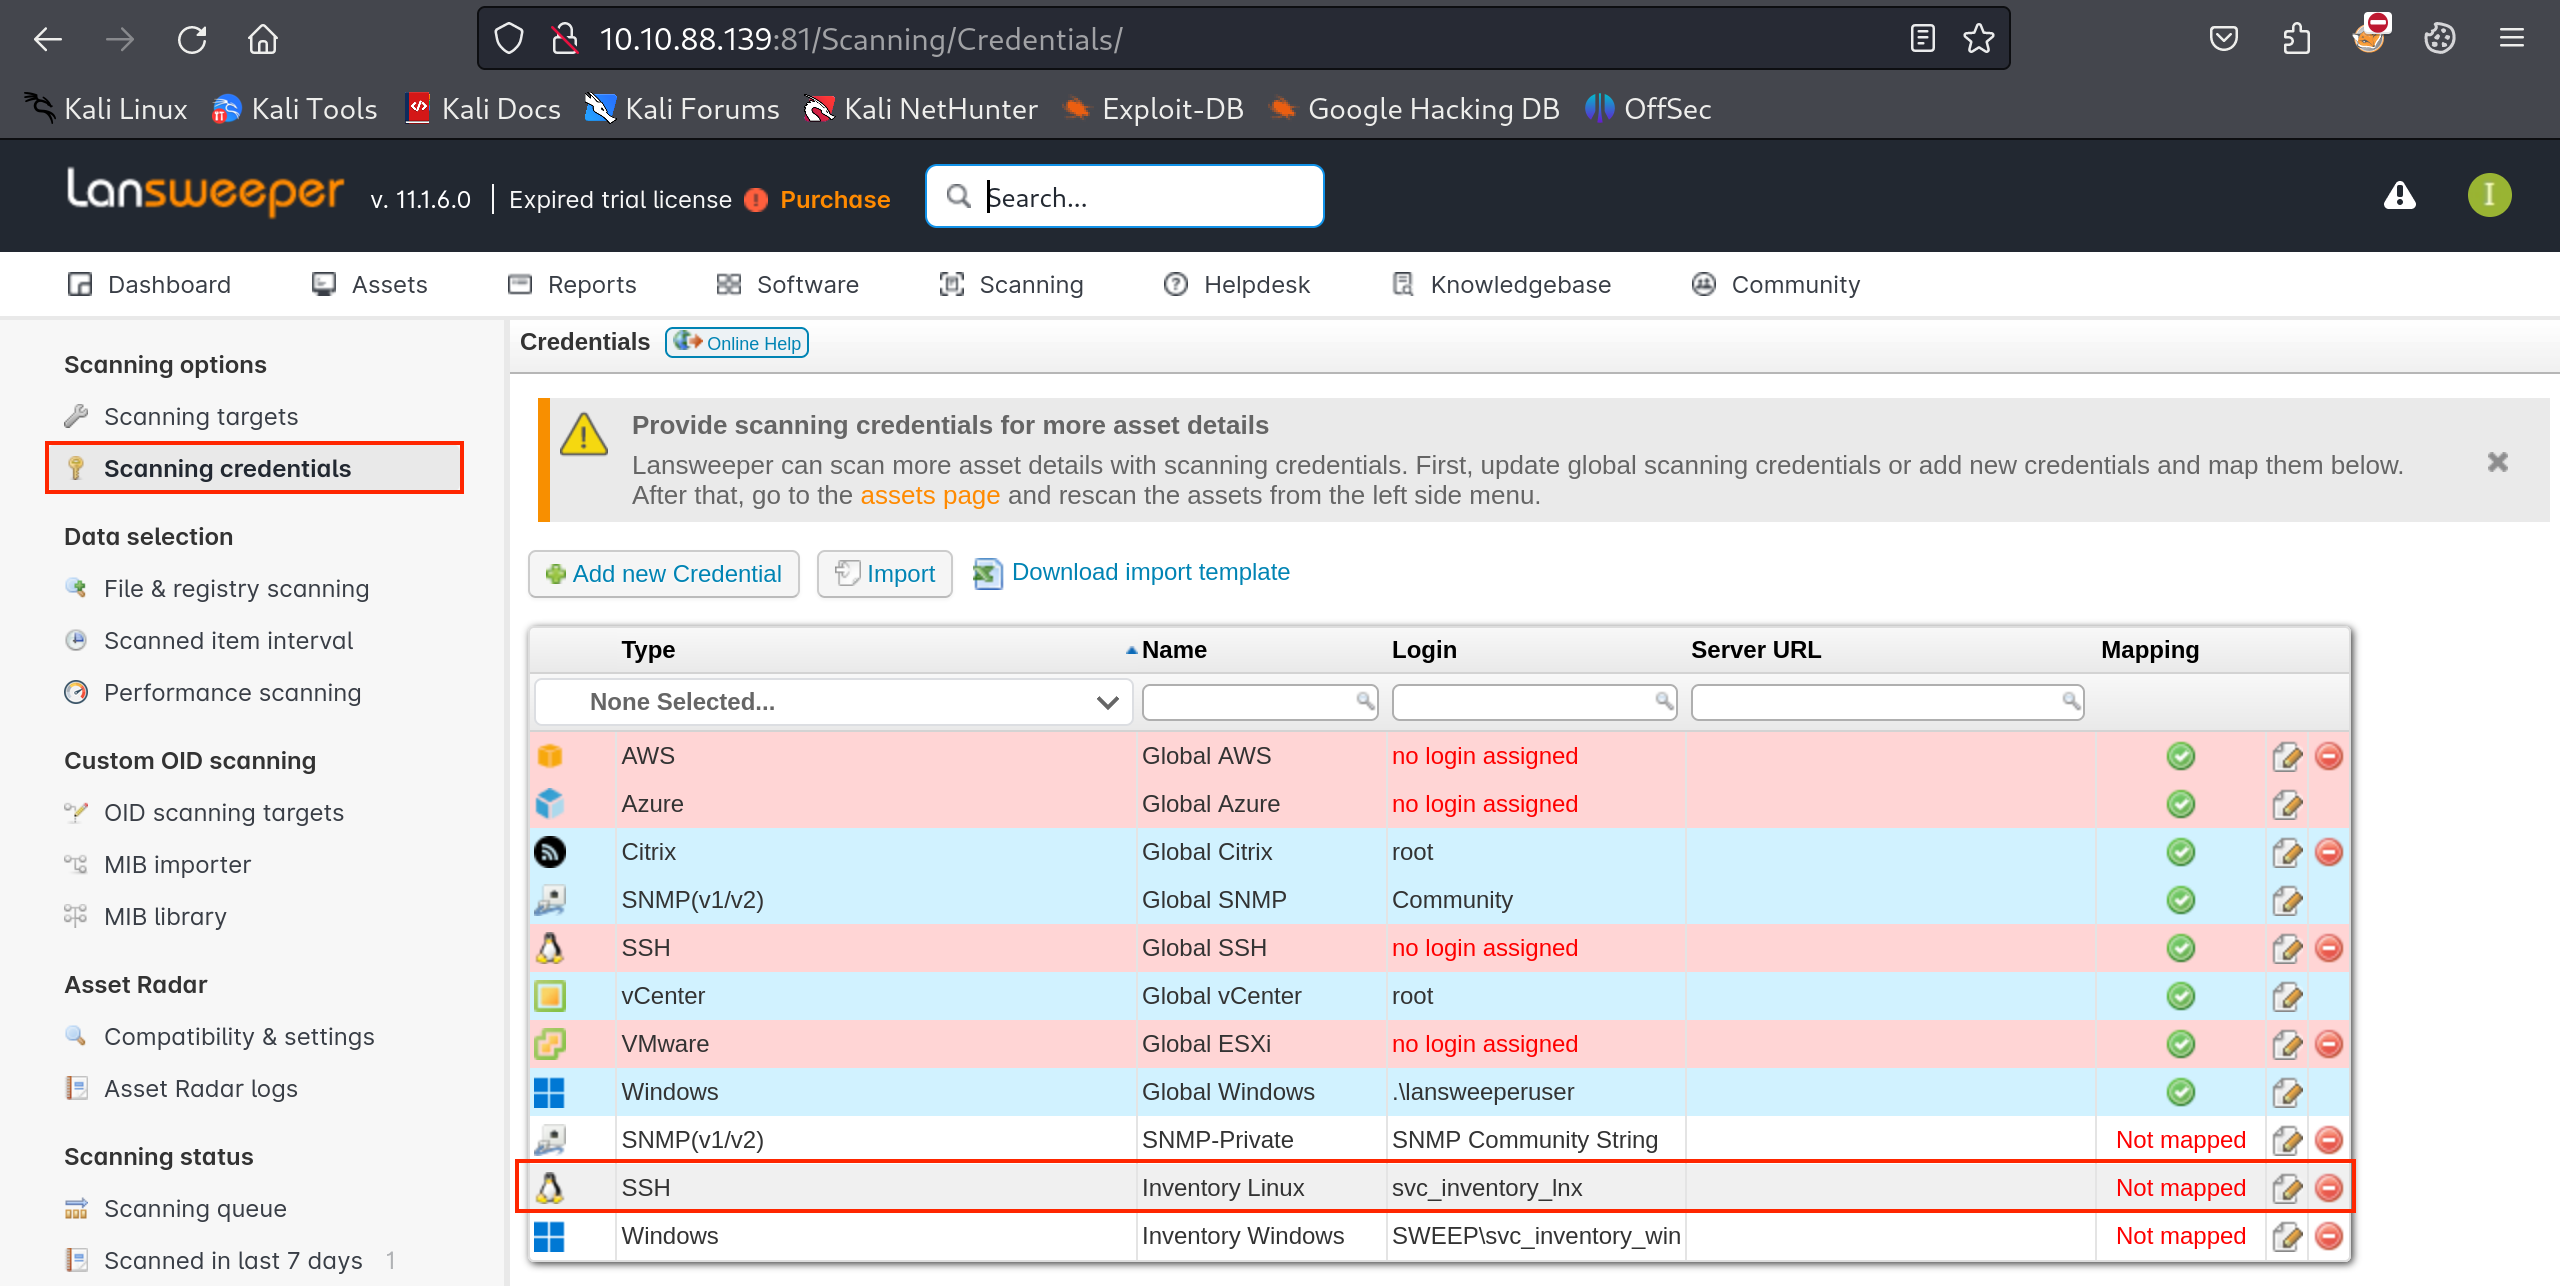 10.10.88.139:81/Scanning/Credentials/
Kali Linux Kali Tools Kali Docs Kali Forums Kali NetHunter Exploit-DB Google Hacking DB OffSec
Lansweeper v. 11.1.6.0 | Expired trial license Purchase Search... I
Dashboard Assets Reports Software Scanning Helpdesk Knowledgebase Community
Scanning options
Scanning targets
Scanning credentials
Data selection
File & registry scanning
Scanned item interval
Performance scanning
Custom OID scanning
OID scanning targets
MIB importer
MIB library
Asset Radar
Compatibility & settings
Asset Radar logs
Scanning status
Scanning queue
Scanned in last 7 days 1
Credentials Online Help
Provide scanning credentials for more asset details
Lansweeper can scan more asset details with scanning credentials. First, update global scanning credentials or add new credentials and map them below.
After that, go to the assets page and rescan the assets from the left side menu.
Add new Credential Import Download import template
Type Name Login Server URL Mapping
None Selected...
AWS Global AWS no login assigned
Azure Global Azure no login assigned
Citrix Global Citrix root
SNMP(v1/v2) Global SNMP Community
SSH Global SSH no login assigned
vCenter Global vCenter root
VMware Global ESXi no login assigned
Windows Global Windows .\lansweeperuser
SNMP(v1/v2) SNMP-Private SNMP Community String Not mapped
SSH Inventory Linux svc_inventory_lnx Not mapped
Windows Inventory Windows SWEEP\svc_inventory_win Not mapped